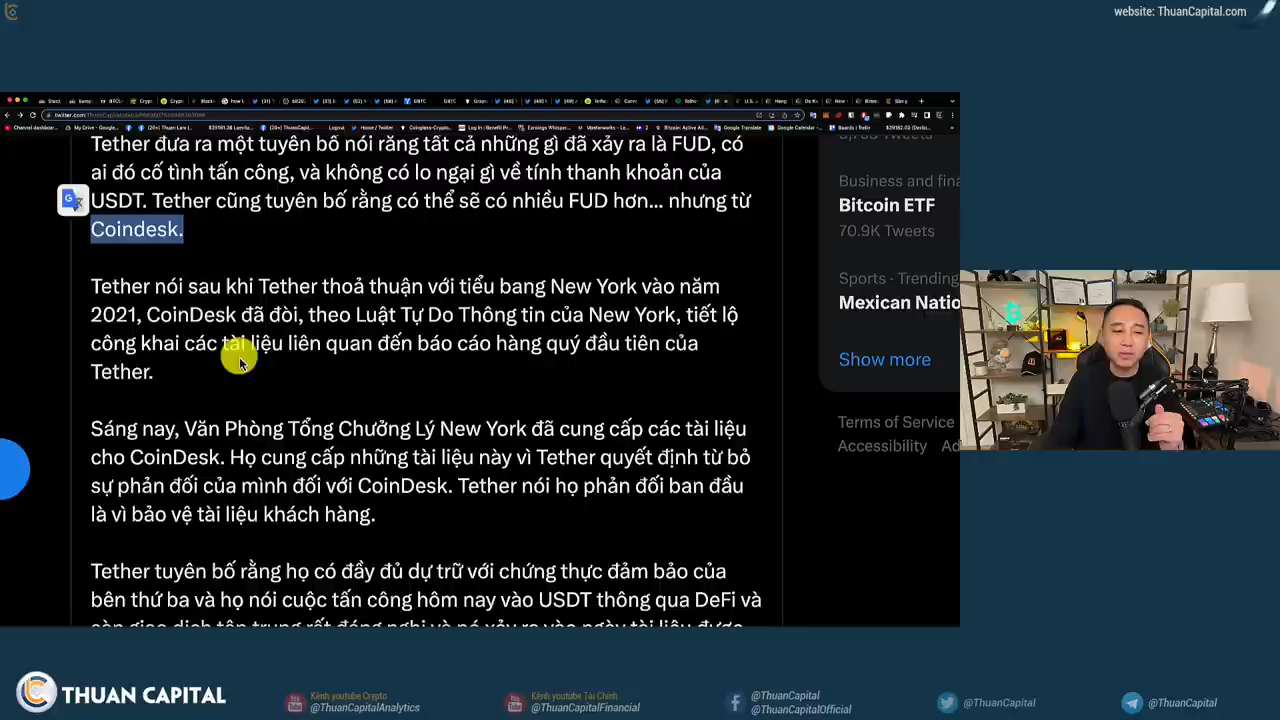 website: ThuanCapital.com
Tether đưa ra một tuyên bố nói rằng tất cả những gì đã xảy ra là FUD, có
ai đó cố tình tấn công, và không có lo ngại gì về tính thanh khoản của
USDT. Tether cũng tuyên bố rằng có thể sẽ có nhiều FUD hơn... nhưng từ
Coindesk.
Tether nói sau khi Tether thoả thuận với tiểu bang New York vào năm
2021, CoinDesk đã đòi, theo Luật Tự Do Thông tin của New York, tiết lộ
công khai các tài liệu liên quan đến báo cáo hàng quý đầu tiên của
Tether.
Sáng nay, Văn Phòng Tổng Chưởng Lý New York đã cung cấp các tài liệu
cho CoinDesk. Họ cung cấp những tài liệu này vì Tether quyết định từ bỏ
sự phản đối của mình đối với CoinDesk. Tether nói họ phản đối ban đầu
là vì bảo vệ tài liệu khách hàng.
Tether tuyên bố rằng họ có đầy đủ dự trữ với chứng thực đảm bảo của
bên thứ ba và họ nói cuộc tấn công hôm nay vào USDT thông qua DeFi và
Business and fina
Bitcoin ETF
70.9K Tweets
Sports · Trending
Mexican Natio
Show more
Terms of Service
Accessibility Ad
THUAN CAPITAL
Kênh youtube Crypto
@ThuanCapitalAnalytics
Kênh youtube Tài Chính
@ThuanCapitalFinancial
@ThuanCapital
@ThuanCapitalOfficial
@ThuanCapital
@ThuanCapital